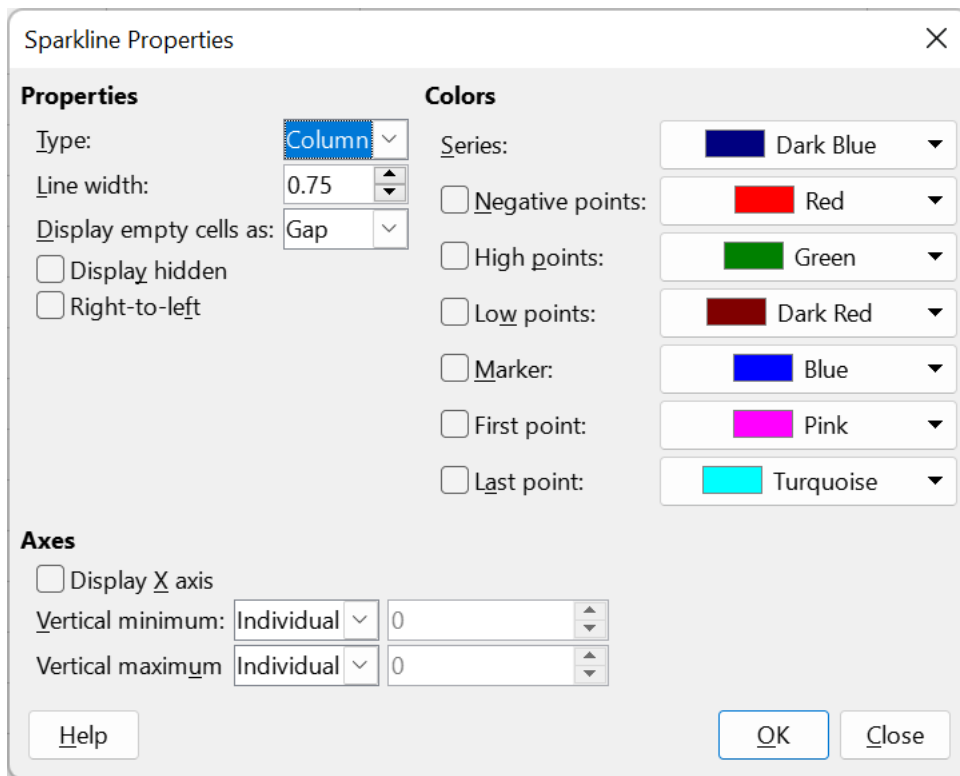 Sparkline Properties
Properties
Type: Column
Line width: 0.75
Display empty cells as: Gap
Display hidden
Right-to-left
Colors
Series: Dark Blue
Negative points: Red
High points: Green
Low points: Dark Red
Marker: Blue
First point: Pink
Last point: Turquoise
Axes
Display X axis
Vertical minimum: Individual 0
Vertical maximum Individual 0
Help OK Close